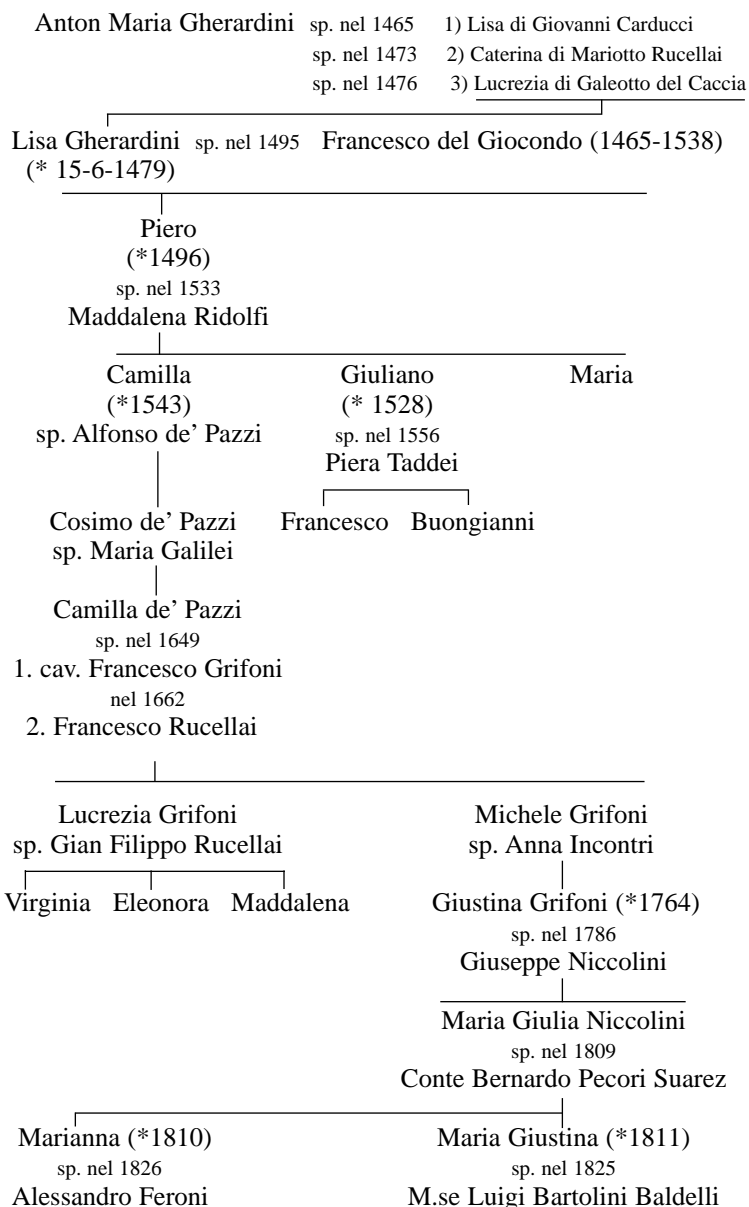 Anton Maria Gherardini sp. nel 1465 1) Lisa di Giovanni Carducci
sp. nel 1473 2) Caterina di Mariotto Rucellai
sp. nel 1476 3) Lucrezia di Galeotto del Caccia
Lisa Gherardini sp. nel 1495 Francesco del Giocondo (1465-1538)
(* 15-6-1479)
Piero
(*1496)
sp. nel 1533
Maddalena Ridolfi
Camilla Giuliano Maria
(*1543) (* 1528)
sp. Alfonso de’ Pazzi sp. nel 1556
Piera Taddei
Cosimo de’ Pazzi Francesco Buongianni
sp. Maria Galilei
Camilla de’ Pazzi
sp. nel 1649
1. cav. Francesco Grifoni
nel 1662
2. Francesco Rucellai
Lucrezia Grifoni Michele Grifoni
sp. Gian Filippo Rucellai sp. Anna Incontri
Virginia Eleonora Maddalena Giustina Grifoni (*1764)
sp. nel 1786
Giuseppe Niccolini
Maria Giulia Niccolini
sp. nel 1809
Conte Bernardo Pecori Suarez
Marianna (*1810) Maria Giustina (*1811)
sp. nel 1826 sp. nel 1825
Alessandro Feroni M.se Luigi Bartolini Baldelli